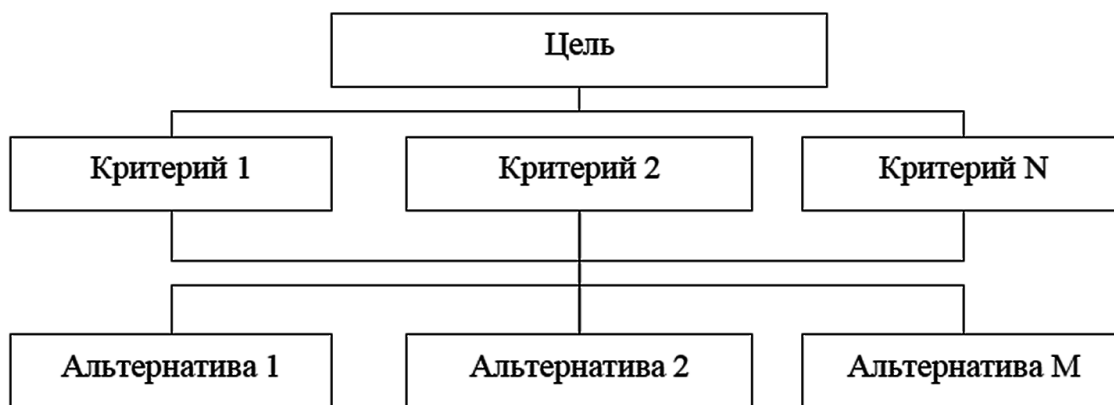 Цель
Критерий 1
Критерий 2
Критерий N
Альтернатива 1
Альтернатива 2
Альтернатива M